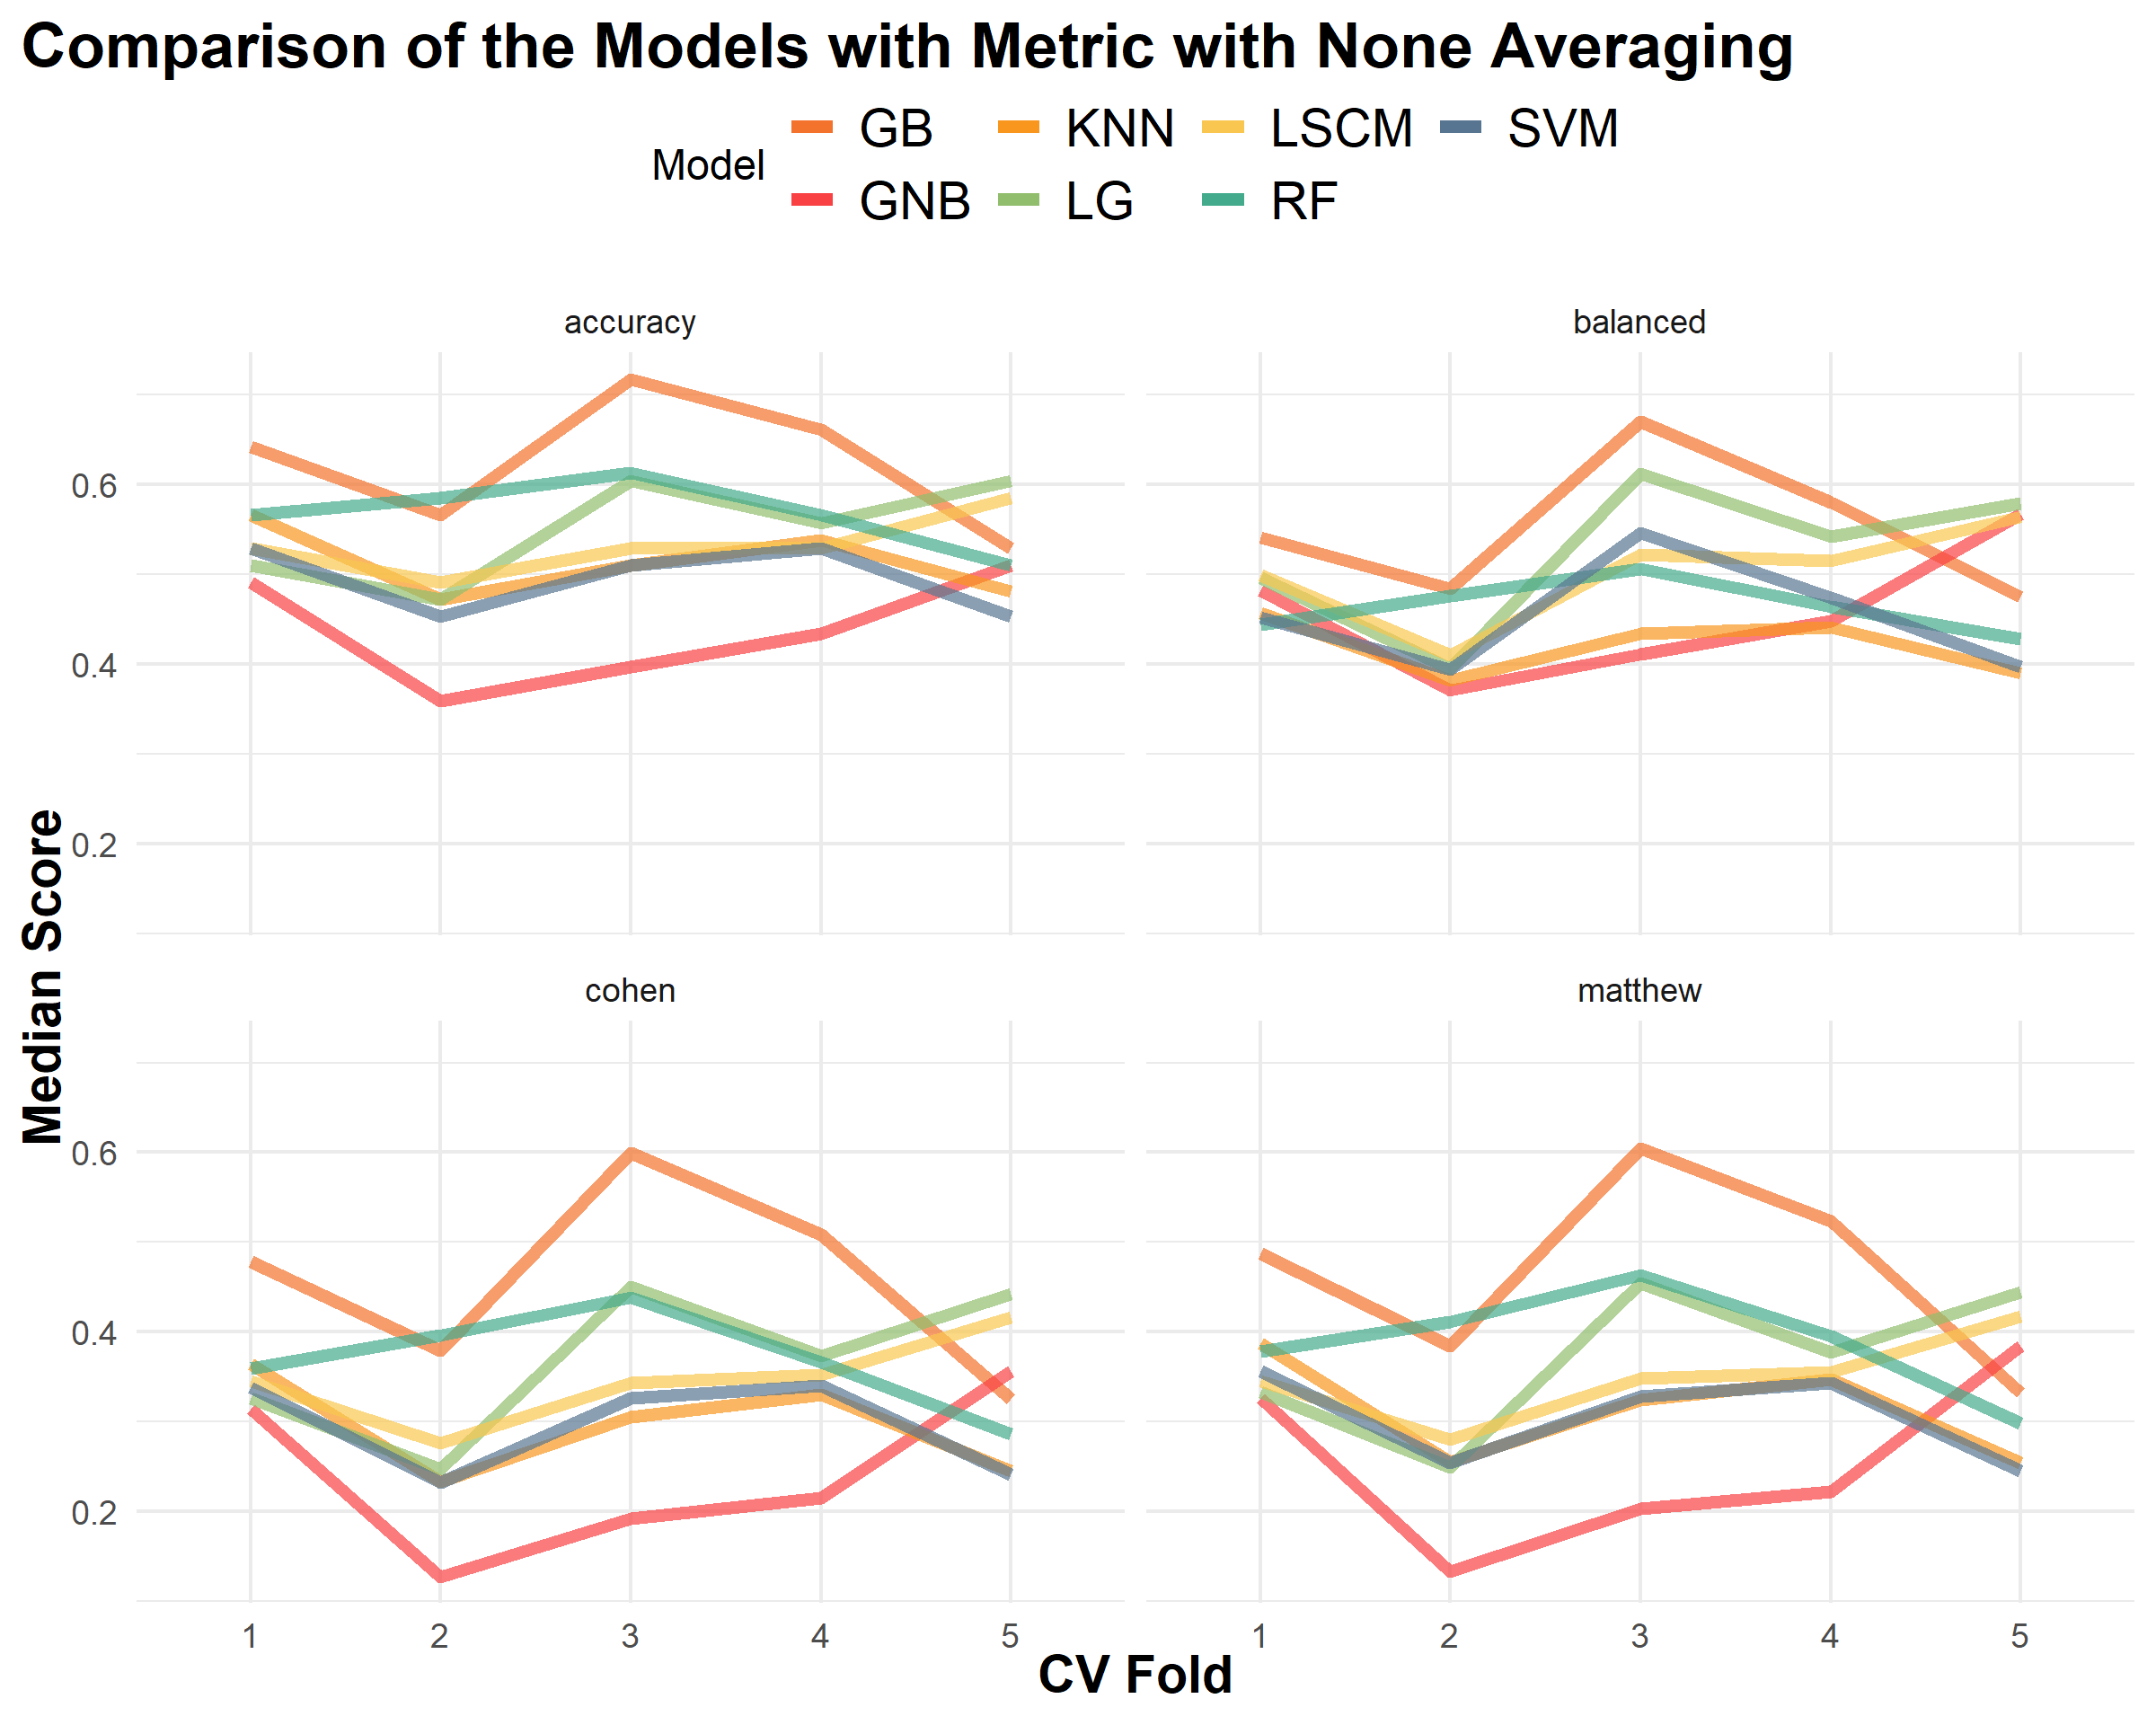 Comparison of the Models with Metric with None Averaging
Model
GB KNN LSCM SVM
GNB LG RF
accuracy balanced
0.6
0.4
0.2
Median Score
cohen matthew
0.6
0.4
0.2
1 2 3 4 5 1 2 3 4 5
CV Fold